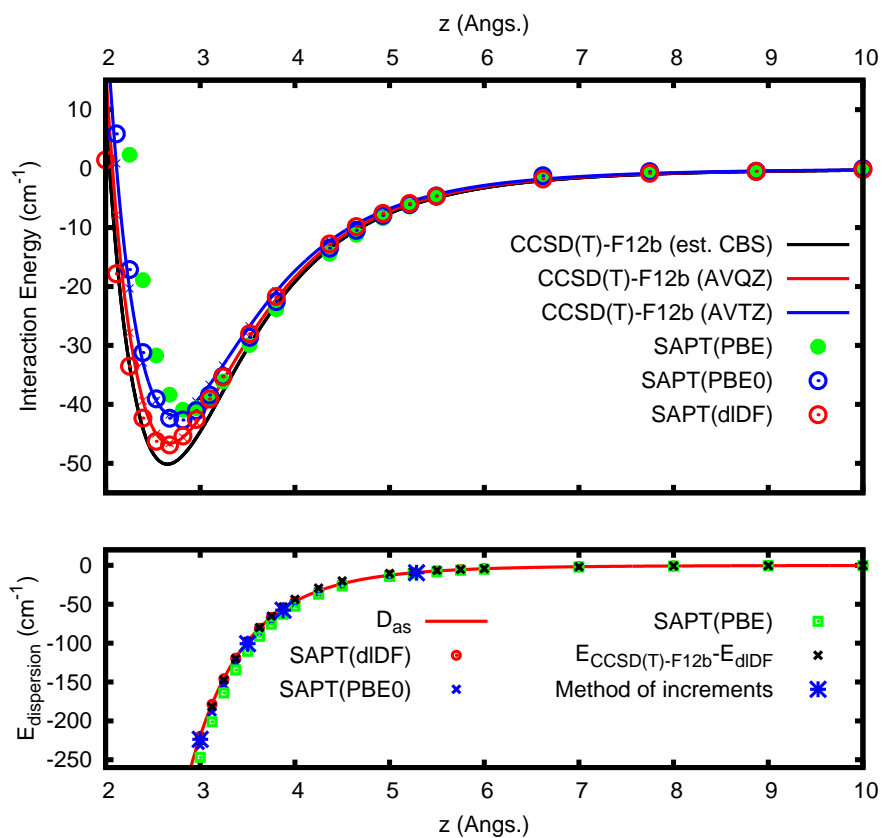 z (Angs.)
2 3 4 5 6 7 8 9 10
10
0
-10
-20
-30
-40
-50
Interaction Energy (cm-1)
CCSD(T)-F12b (est. CBS)
CCSD(T)-F12b (AVQZ)
CCSD(T)-F12b (AVTZ)
SAPT(PBE)
SAPT(PBE0)
SAPT(dlDF)
0
-50
-100
-150
-200
-250
Edispersion (cm-1)
Das
SAPT(dlDF)
SAPT(PBE0)
SAPT(PBE)
ECCSD(T)-F12b-EdlDF
Method of increments
2 3 4 5 6 7 8 9 10
z (Angs.)